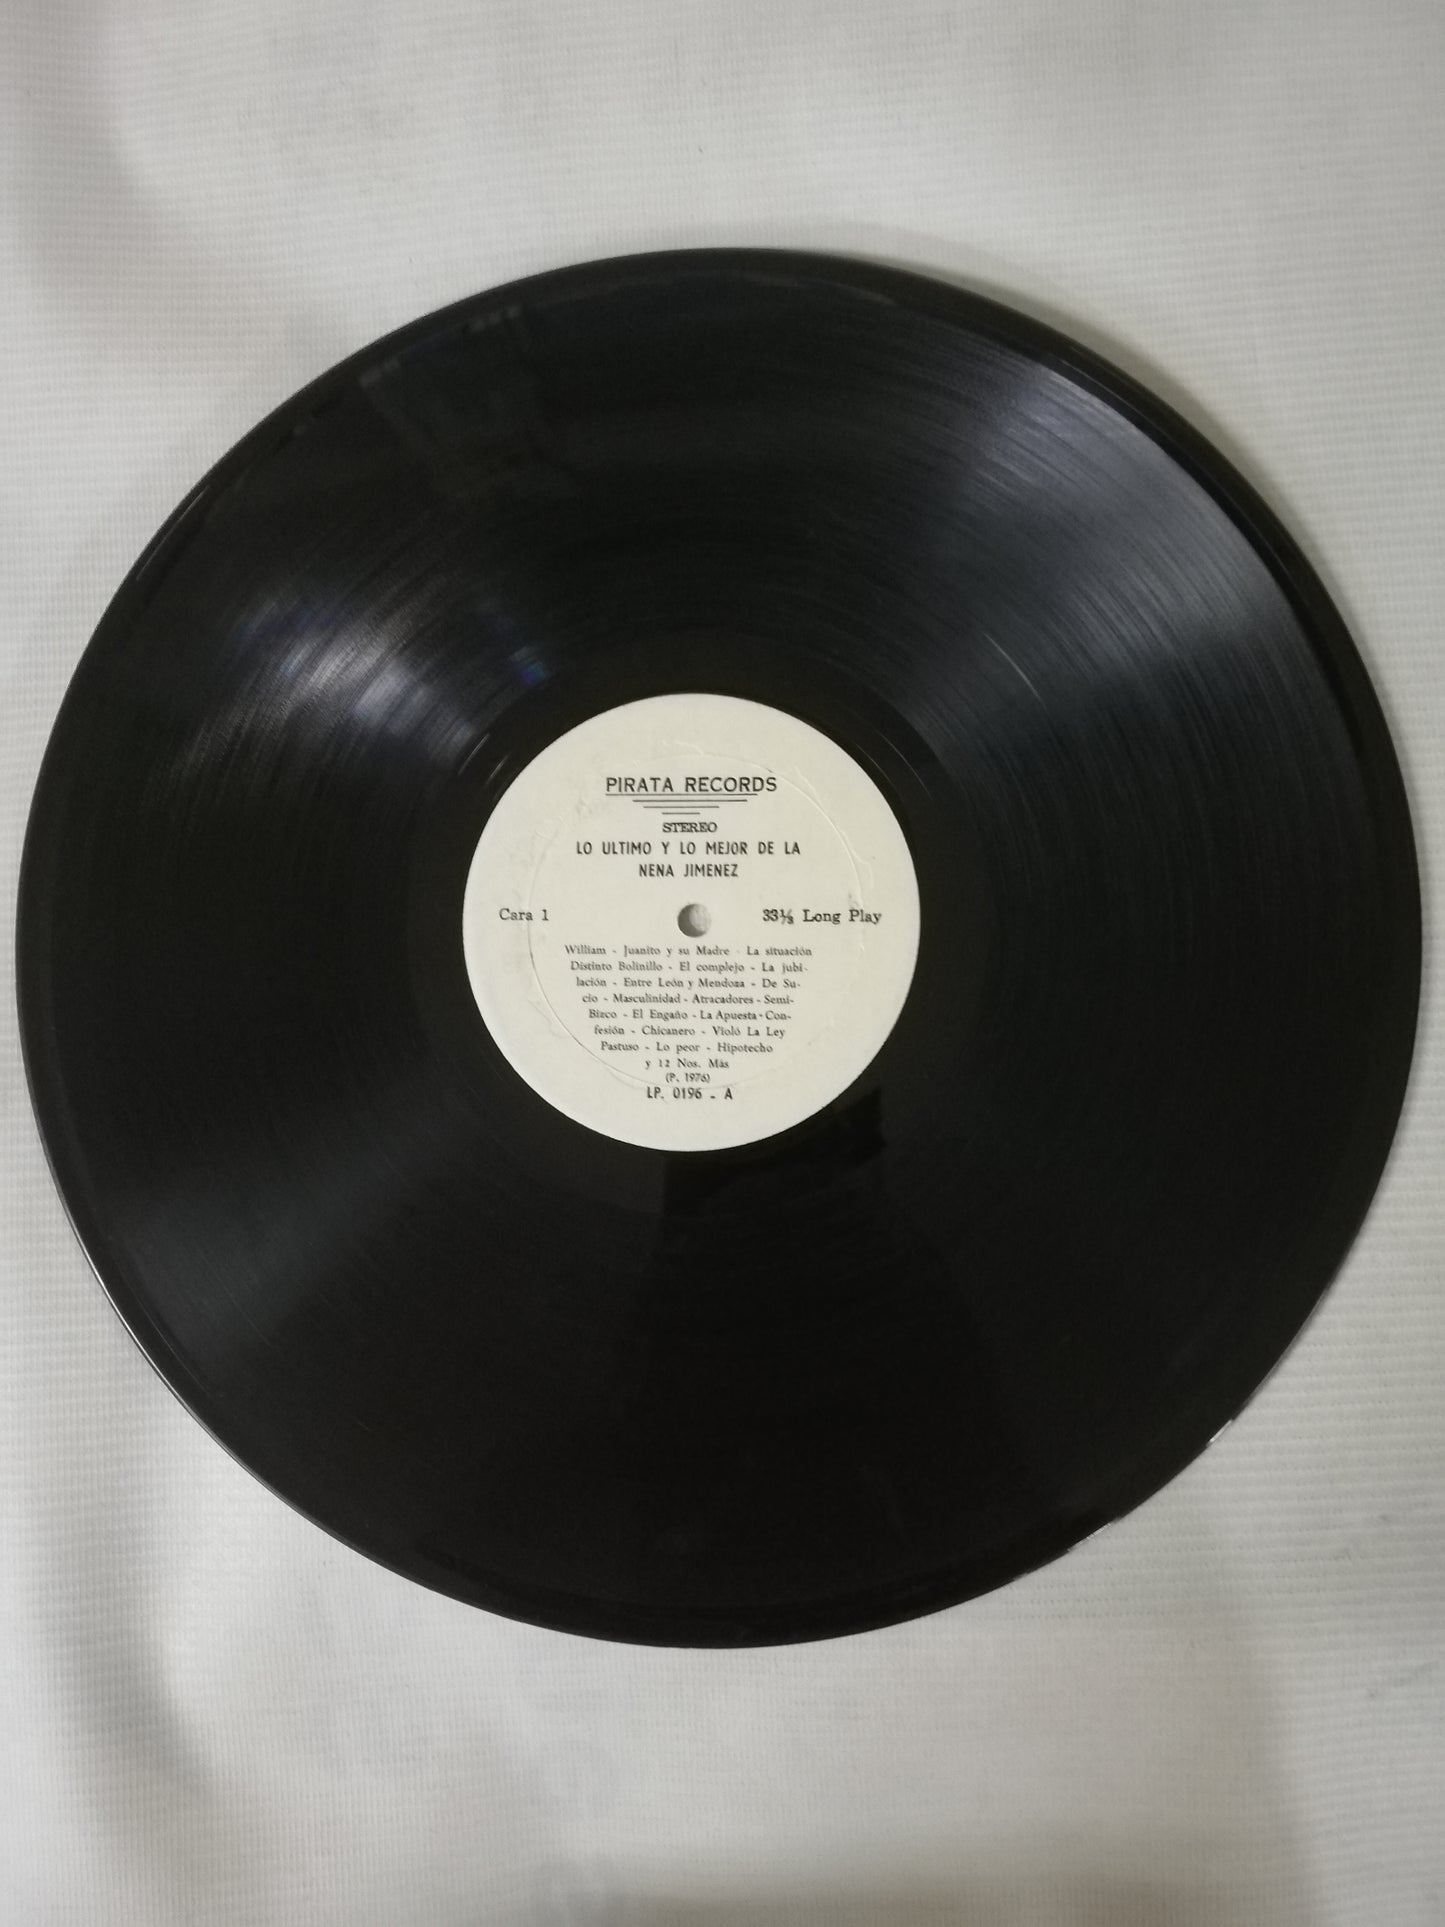 PIRATA RECORDS
STEREO
LO ULTIMO Y LO MEJOR DE LA
NENA JIMENEZ
Cara 1
33⅓ Long Play
William - Juanito y su Madre - La situación
Distinto Bolinillo - El complejo - La jubi-
lación - Entre León y Mendoza - De Su-
cio - Masculinidad - Atracadores - Semi-
Bizco - El Engaño - La Apuesta - Con-
fesión - Chicanero - Violó La Ley
Pastuso - Lo peor - Hipotecho
y 12 Nos. Más
(P. 1976)
LP. 0196 - A